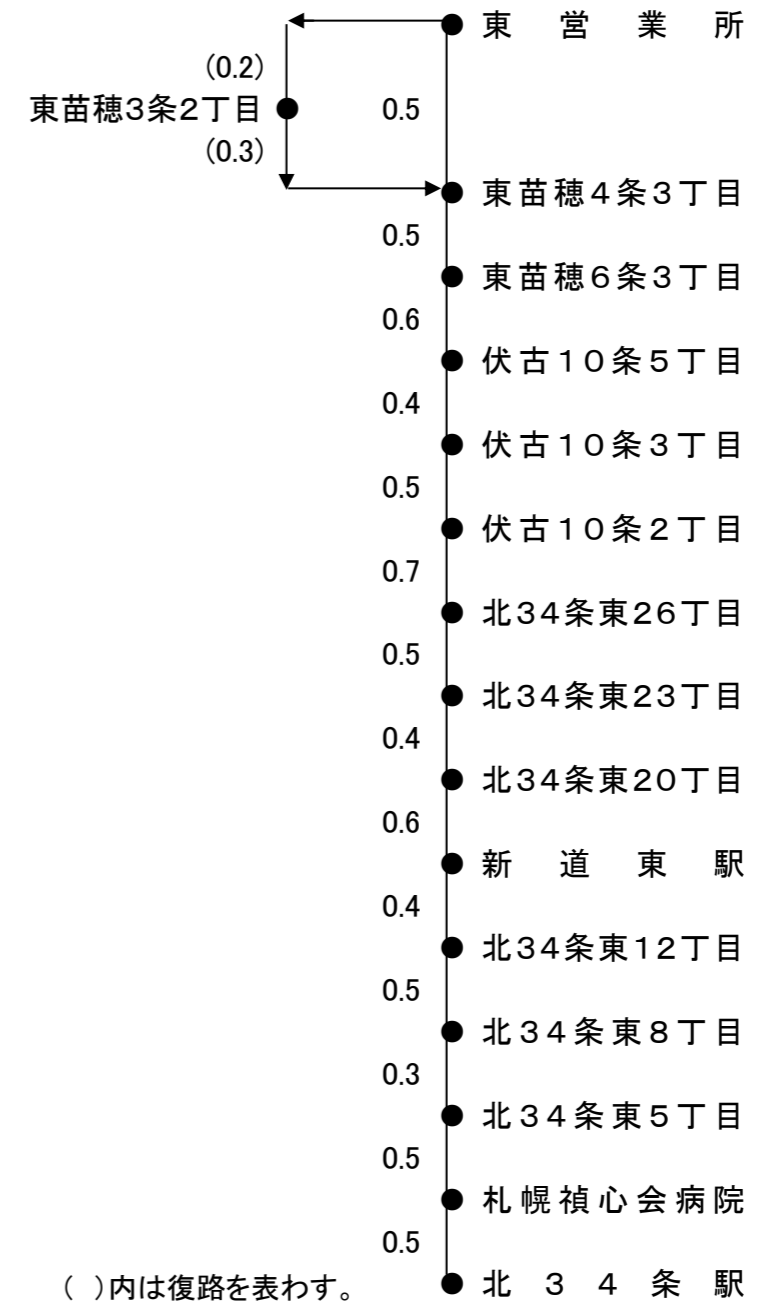 東営業所
(0.2)
東苗穂3条2丁目
0.5
(0.3)
東苗穂4条3丁目
0.5
東苗穂6条3丁目
0.6
伏古10条5丁目
0.4
伏古10条3丁目
0.5
伏古10条2丁目
0.7
北34条東26丁目
0.5
北34条東23丁目
0.4
北34条東20丁目
0.6
新道東駅
0.4
北34条東12丁目
0.5
北34条東8丁目
0.3
北34条東5丁目
0.5
札幌禎心会病院
0.5
( )内は復路を表わす。
北34条駅